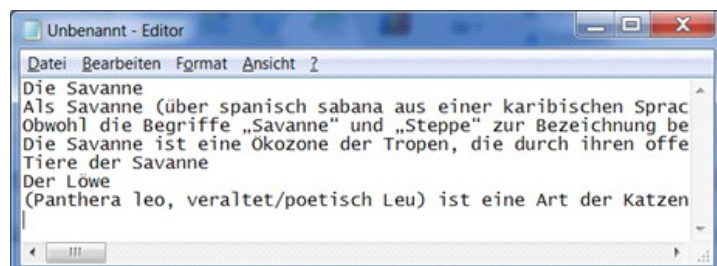 Unbenannt - Editor
Datei Bearbeiten Format Ansicht ?
Die Savanne
Als Savanne (über spanisch sabana aus einer karibischen Sprac
Obwohl die Begriffe „Savanne“ und „Steppe“ zur Bezeichnung be
Die Savanne ist eine Ökozone der Tropen, die durch ihren offe
Tiere der Savanne
Der Löwe
(Panthera leo, veraltet/poetisch Leu) ist eine Art der Katzen